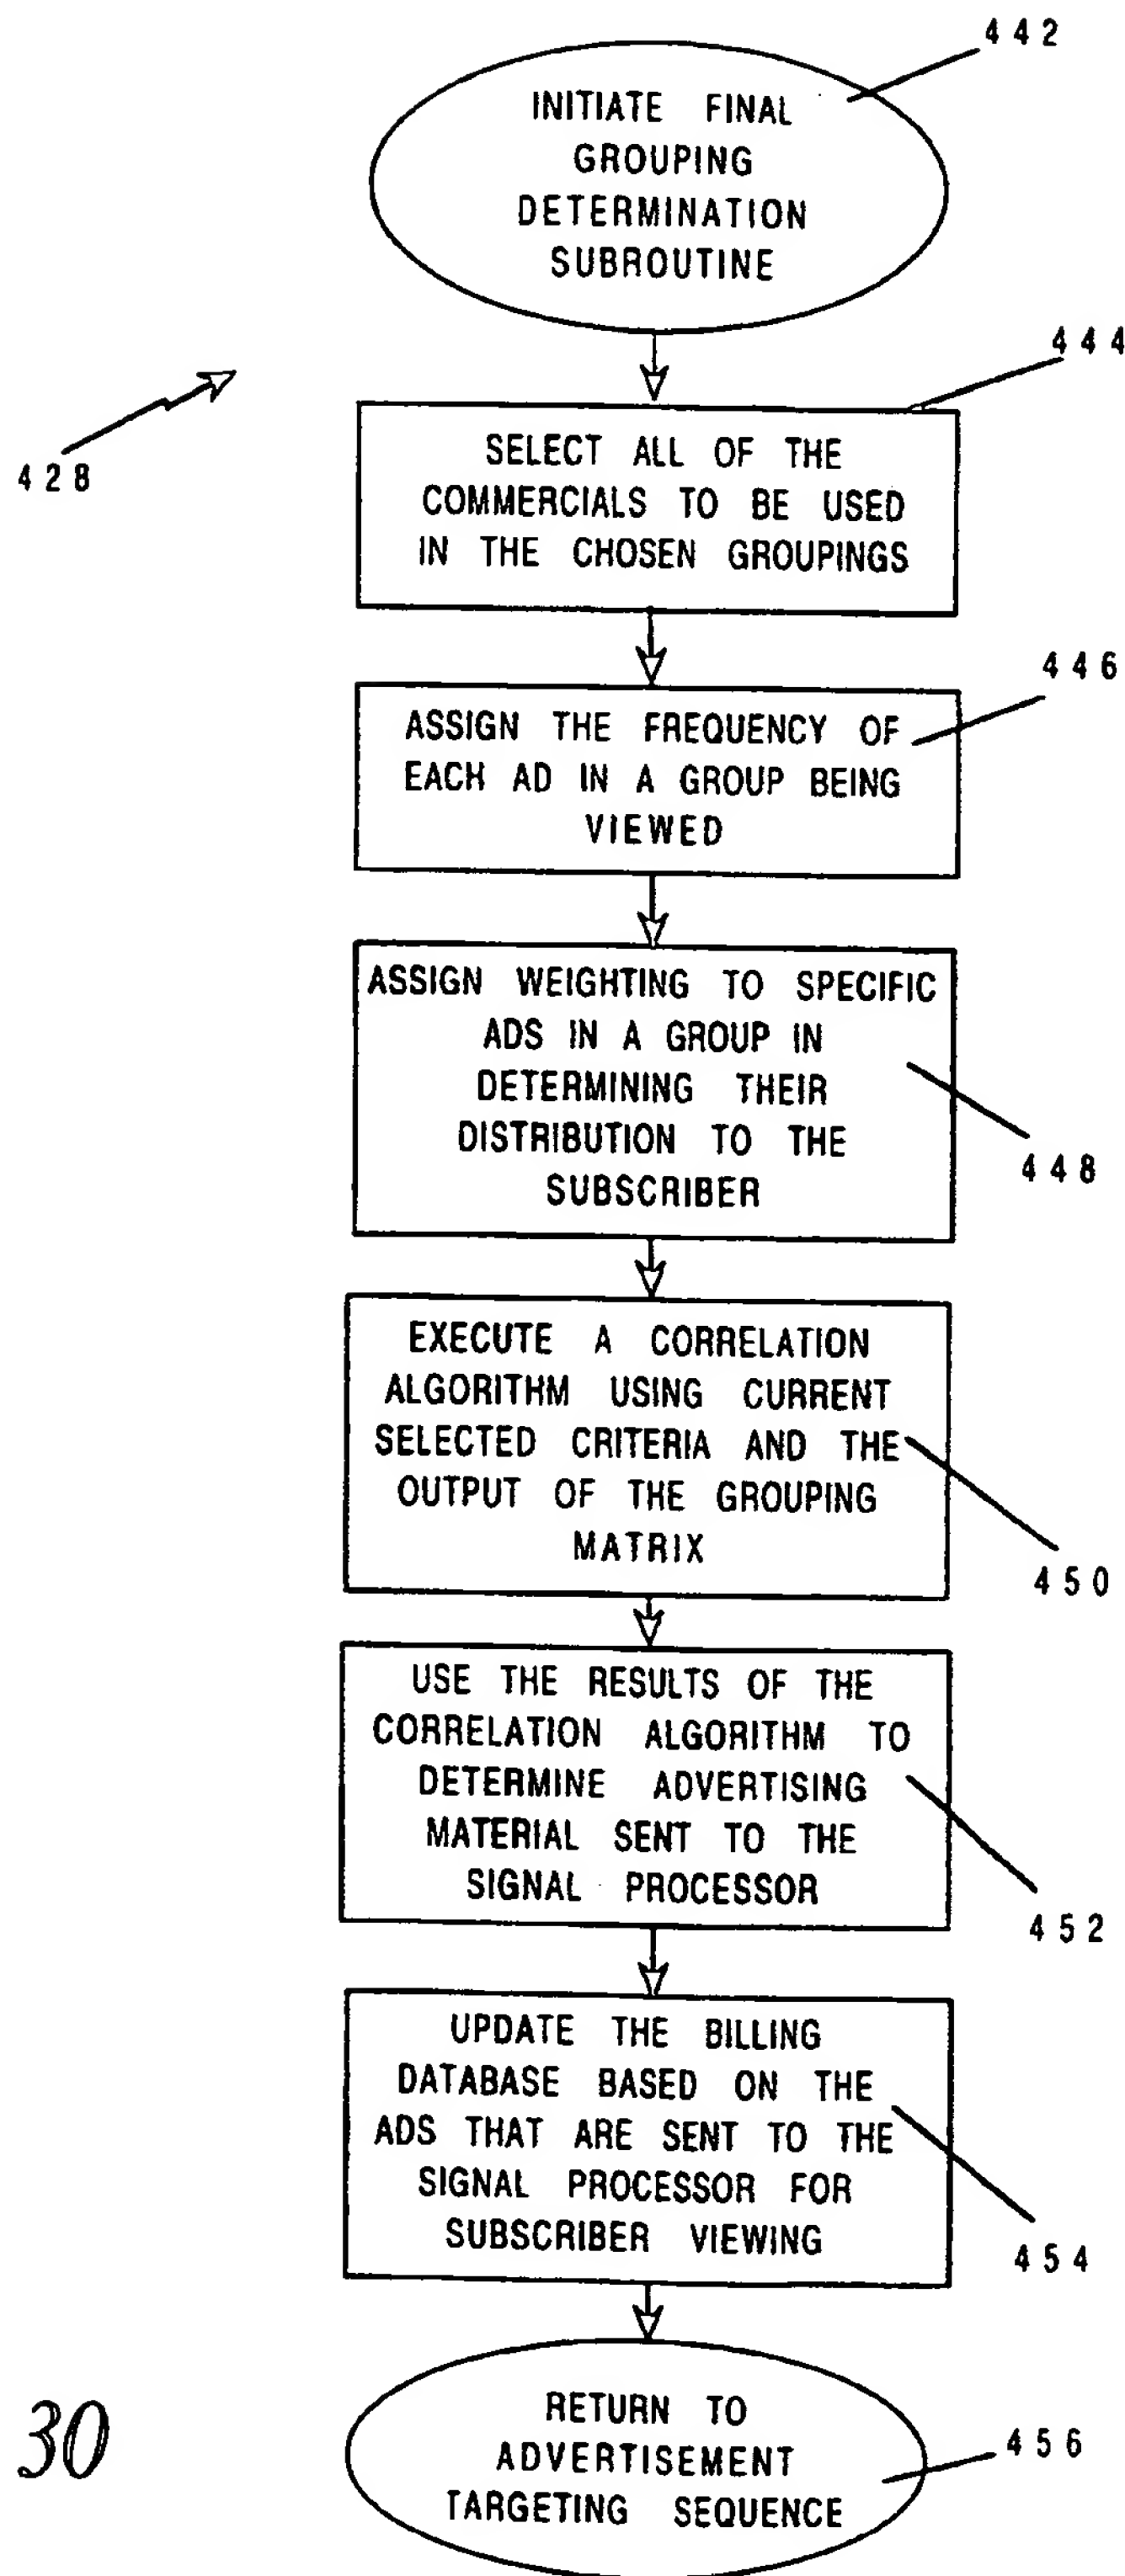 442
INITIATE FINAL
GROUPING
DETERMINATION
SUBROUTINE
444
428
SELECT ALL OF THE
COMMERCIALS TO BE USED
IN THE CHOSEN GROUPINGS
446
ASSIGN THE FREQUENCY OF
EACH AD IN A GROUP BEING
VIEWED
ASSIGN WEIGHTING TO SPECIFIC
ADS IN A GROUP IN
DETERMINING THEIR
DISTRIBUTION TO THE
SUBSCRIBER
448
EXECUTE A CORRELATION
ALGORITHM USING CURRENT
SELECTED CRITERIA AND THE
OUTPUT OF THE GROUPING
MATRIX
450
USE THE RESULTS OF THE
CORRELATION ALGORITHM TO
DETERMINE ADVERTISING
MATERIAL SENT TO THE
SIGNAL PROCESSOR
452
UPDATE THE BILLING
DATABASE BASED ON THE
ADS THAT ARE SENT TO THE
SIGNAL PROCESSOR FOR
SUBSCRIBER VIEWING
454
30
RETURN TO
ADVERTISEMENT
TARGETING SEQUENCE
456